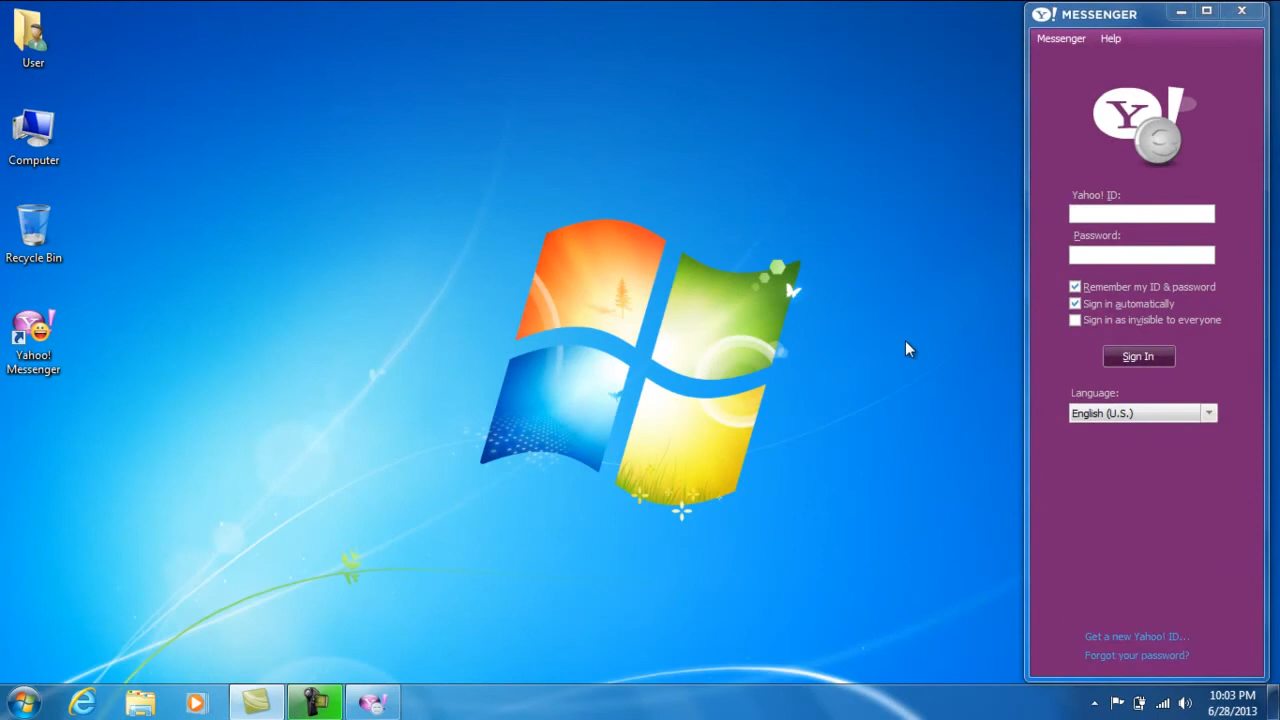 User
Computer
Recycle Bin
Yahoo!
Messenger
Y! MESSENGER
Messenger Help
Y!
Yahoo! ID:
Password:
Remember my ID & password
Sign in automatically
Sign in as invisible to everyone
Sign In
Language:
English (U.S.)
Get a new Yahoo! ID...
Forgot your password?
10:03 PM
6/28/2013